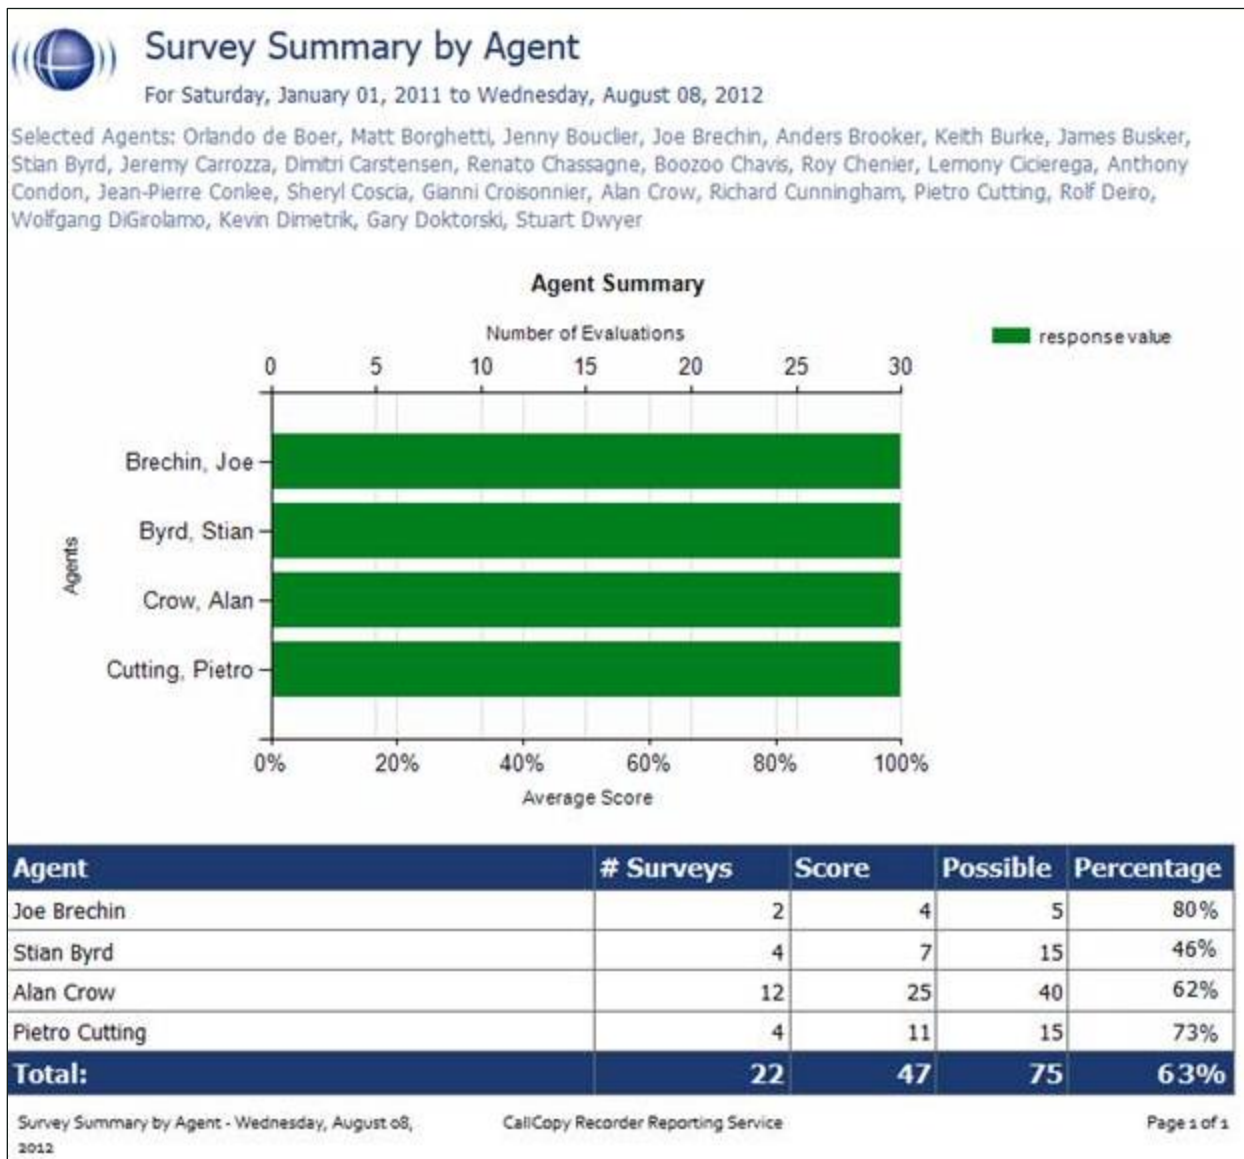 Survey Summary by Agent
For Saturday, January 01, 2011 to Wednesday, August 08, 2012
Selected Agents: Orlando de Boer, Matt Borghetti, Jenny Bouclier, Joe Brechin, Anders Brooker, Keith Burke, James Busker,
Stian Byrd, Jeremy Carrozza, Dimitri Carstensen, Renato Chassagne, Boozoo Chavis, Roy Chenier, Lemony Cicierega, Anthony
Condon, Jean-Pierre Conlee, Sheryl Coscia, Gianni Croisonnier, Alan Crow, Richard Cunningham, Pietro Cutting, Rolf Deiro,
Wolfgang DiGirolamo, Kevin Dimetrik, Gary Doktorski, Stuart Dwyer
Agent Summary
Number of Evaluations
response value
0 5 10 15 20 25 30
Brechin, Joe
Byrd, Stian
Agents
Crow, Alan
Cutting, Pietro
0% 20% 40% 60% 80% 100%
Average Score
Agent # Surveys Score Possible Percentage
Joe Brechin 2 4 5 80%
Stian Byrd 4 7 15 46%
Alan Crow 12 25 40 62%
Pietro Cutting 4 11 15 73%
Total: 22 47 75 63%
Survey Summary by Agent - Wednesday, August 08, CallCopy Recorder Reporting Service Page 1 of 1
2012